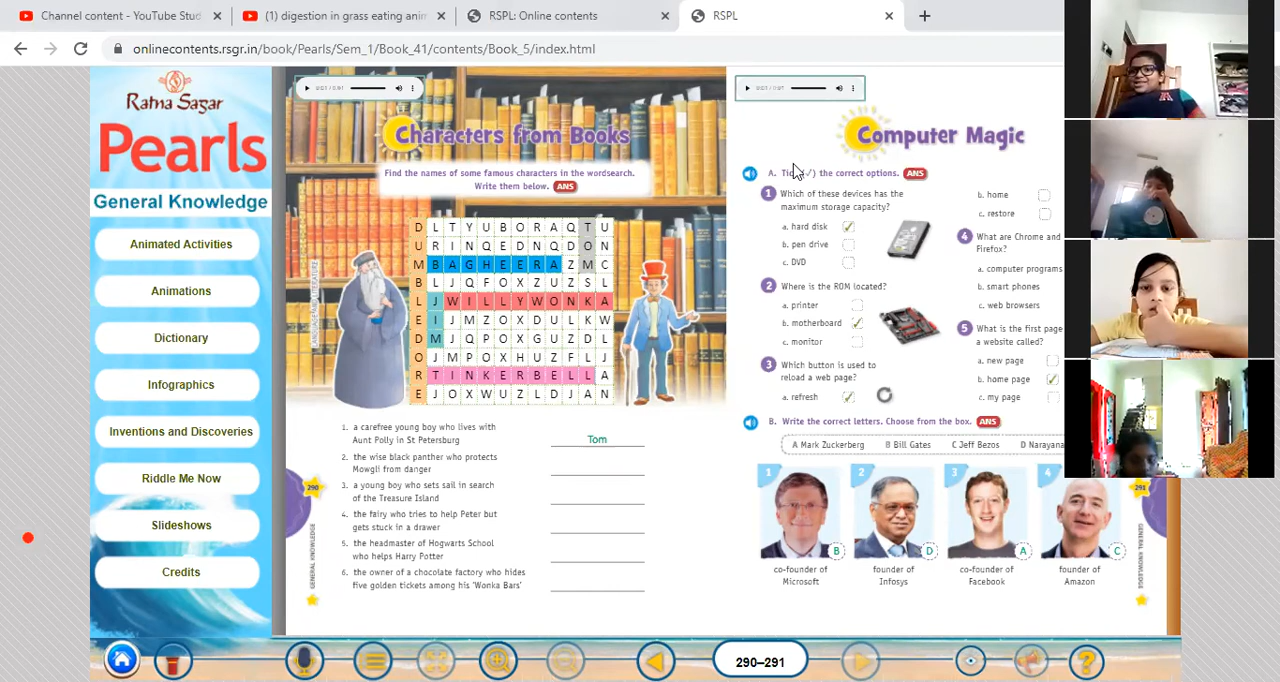 Channel content - YouTube Stud
(1) digestion in grass eating anim
RSPL: Online contents
RSPL
onlinecontents.rsgr.in/book/Pearls/Sem_1/Book_41/contents/Book_5/index.html
Ratna Sagar
Pearls
General Knowledge
Animated Activities
Animations
Dictionary
Infographics
Inventions and Discoveries
Riddle Me Now
Slideshows
Credits
Characters from Books
Find the names of some famous characters in the wordsearch.
Write them below. ANS
LANGUAGE AND LITERATURE
D L T Y U B O R A Q T U
U R I N Q E D N Q D O N
M B A G H E E R A Z M C
B L J Q F O X Z U Z S L
L J W I L L Y W O N K A
E I J M Z O X D U L K W
D M J Q P O X G U Z D L
O J M P O X H U Z F L J
R T I N K E R B E L L A
E J O X W U Z L D J A N
1. a carefree young boy who lives with
Aunt Polly in St Petersburg
Tom
2. the wise black panther who protects
Mowgli from danger
3. a young boy who sets sail in search
of the Treasure Island
4. the fairy who tries to help Peter but
gets stuck in a drawer
5. the headmaster of Hogwarts School
who helps Harry Potter
6. the owner of a chocolate factory who hides
five golden tickets among his 'Wonka Bars'
290
GENERAL KNOWLEDGE
Computer Magic
A. Tick (✓) the correct options. ANS
1 Which of these devices has the
maximum storage capacity?
a. hard disk ✓
b. pen drive
c. DVD
2 Where is the ROM located?
a. printer
b. motherboard ✓
c. monitor
3 Which button is used to
reload a web page?
a. refresh ✓
b. home
c. restore
4 What are Chrome and
Firefox?
a. computer programs
b. smart phones
c. web browsers
5 What is the first page
a website called?
a. new page
b. home page ✓
c. my page
B. Write the correct letters. Choose from the box. ANS
A Mark Zuckerberg B Bill Gates C Jeff Bezos D Narayana
1 2 3 4
B D A C
co-founder of
Microsoft
founder of
Infosys
co-founder of
Facebook
founder of
Amazon
291
GENERAL KNOWLEDGE
290–291